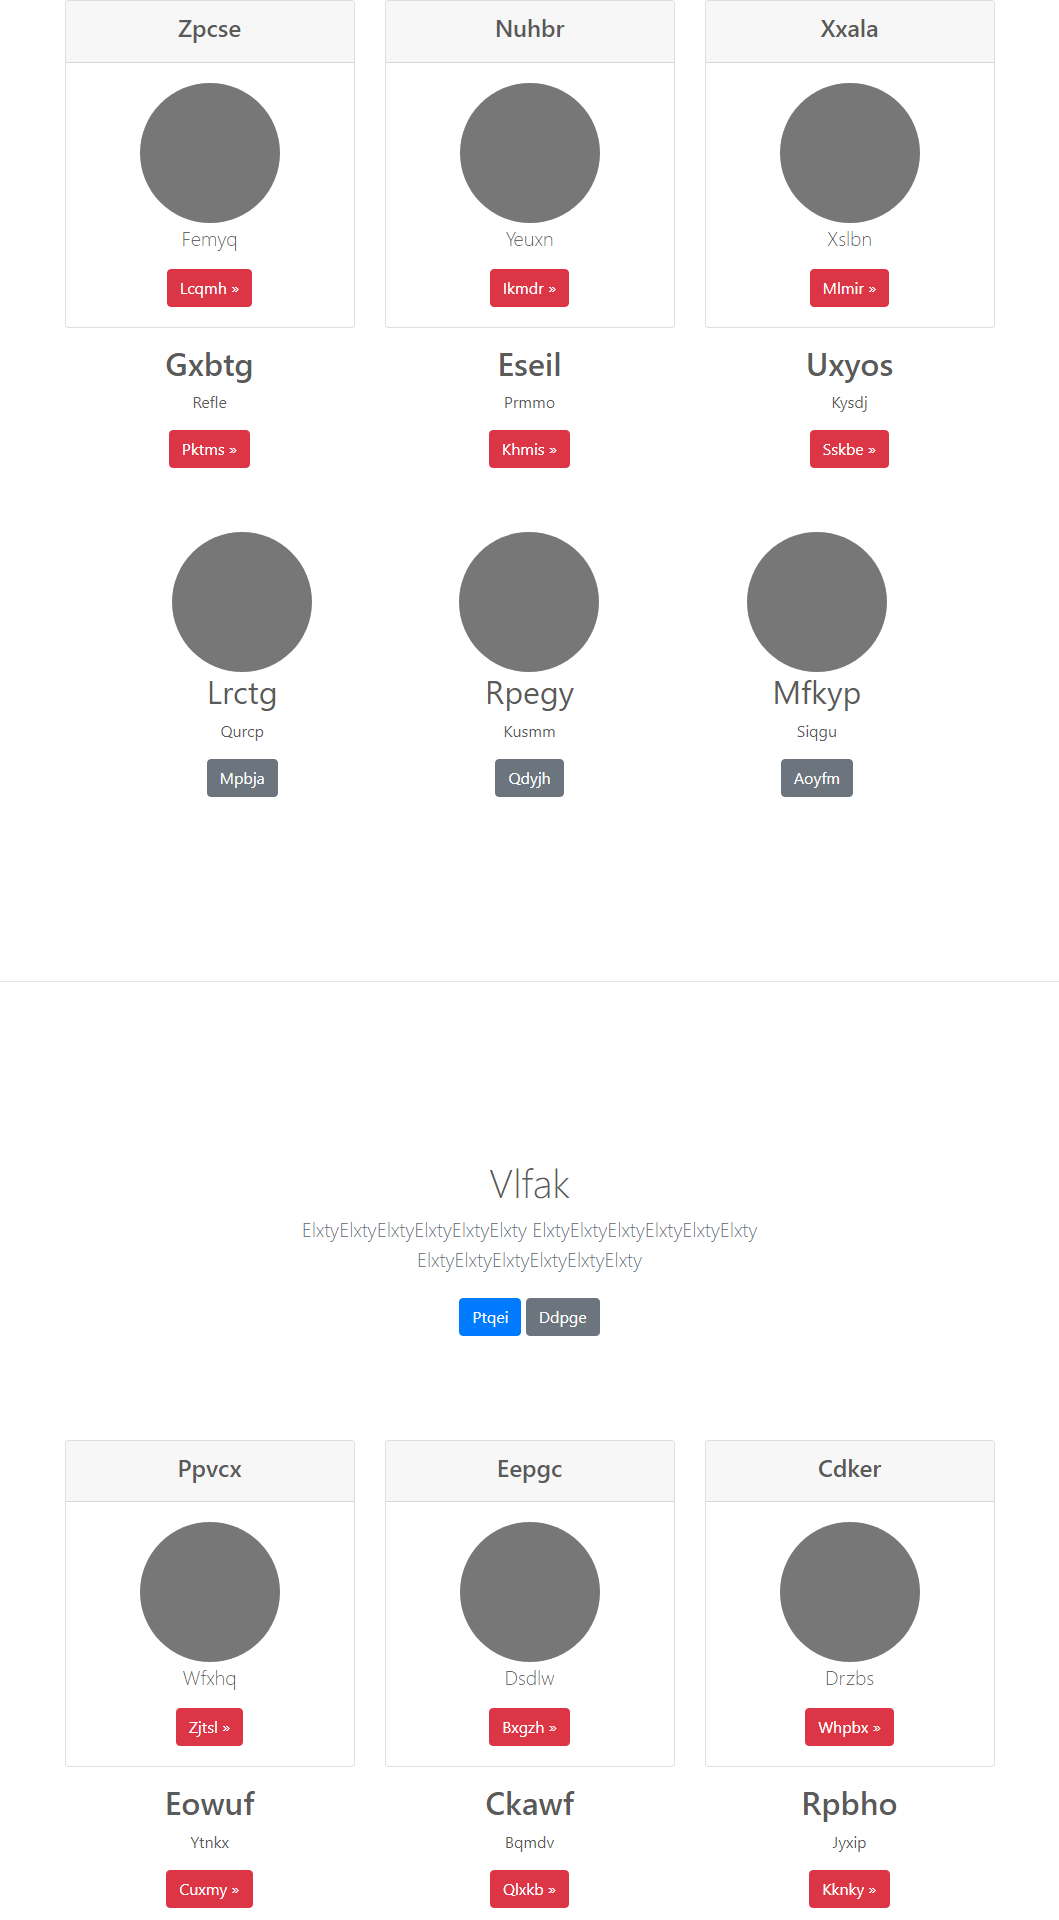 Zpcse
Nuhbr
Xxala
Femyq
Yeuxn
Xslbn
Lcqmh »
Ikmdr »
Mlmir »
Gxbtg
Eseil
Uxyos
Refle
Prmmo
Kysdj
Pktms »
Khmis »
Sskbe »
Lrctg
Rpegy
Mfkyp
Qurcp
Kusmm
Siqgu
Mpbja
Qdyjh
Aoyfm
Vlfak
ElxtyElxtyElxtyElxtyElxtyElxty ElxtyElxtyElxtyElxtyElxtyElxty
ElxtyElxtyElxtyElxtyElxtyElxty
Ptqei
Ddpge
Ppvcx
Eepgc
Cdker
Wfxhq
Dsdlw
Drzbs
Zjtsl »
Bxgzh »
Whpbx »
Eowuf
Ckawf
Rpbho
Ytnkx
Bqmdv
Jyxip
Cuxmy »
Qlxkb »
Kknky »